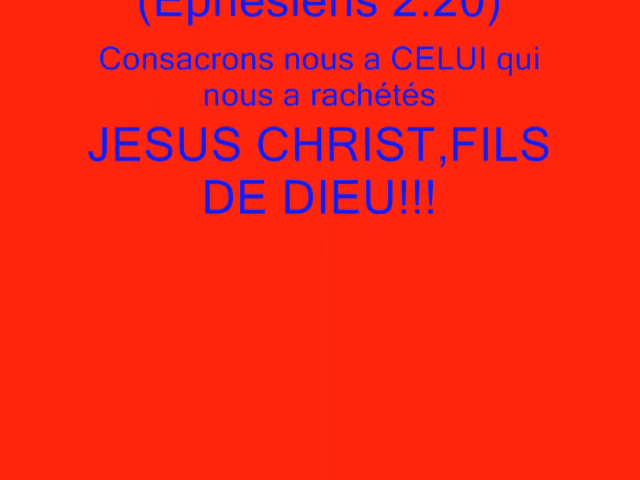 (Ephésiens 2:20)
Consacrons nous a CELUI qui
nous a rachétés
JESUS CHRIST,FILS
DE DIEU!!!